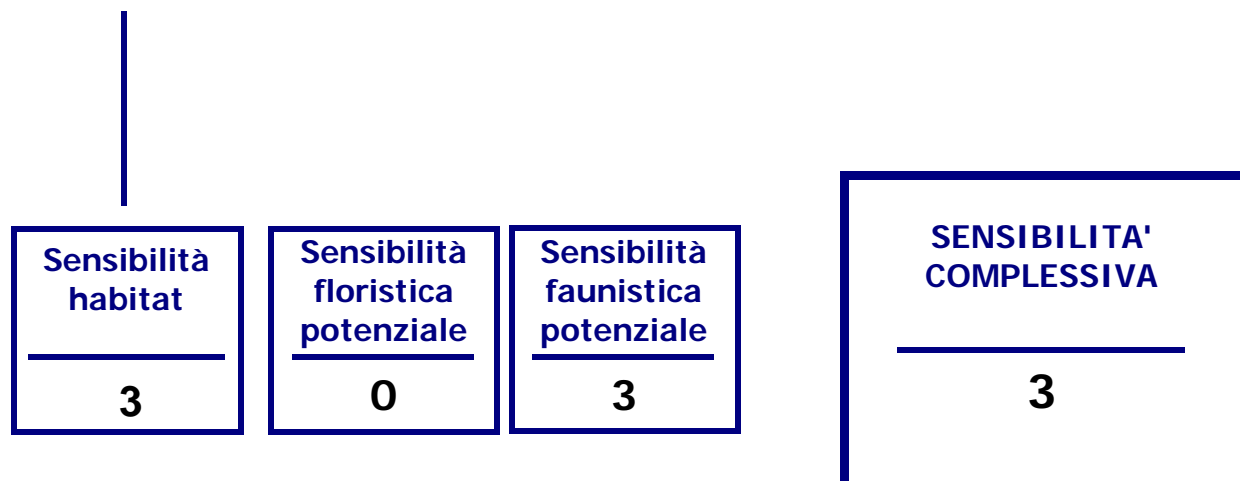 Sensibilità
habitat
3
Sensibilità
floristica
potenziale
0
Sensibilità
faunistica
potenziale
3
SENSIBILITA'
COMPLESSIVA
3